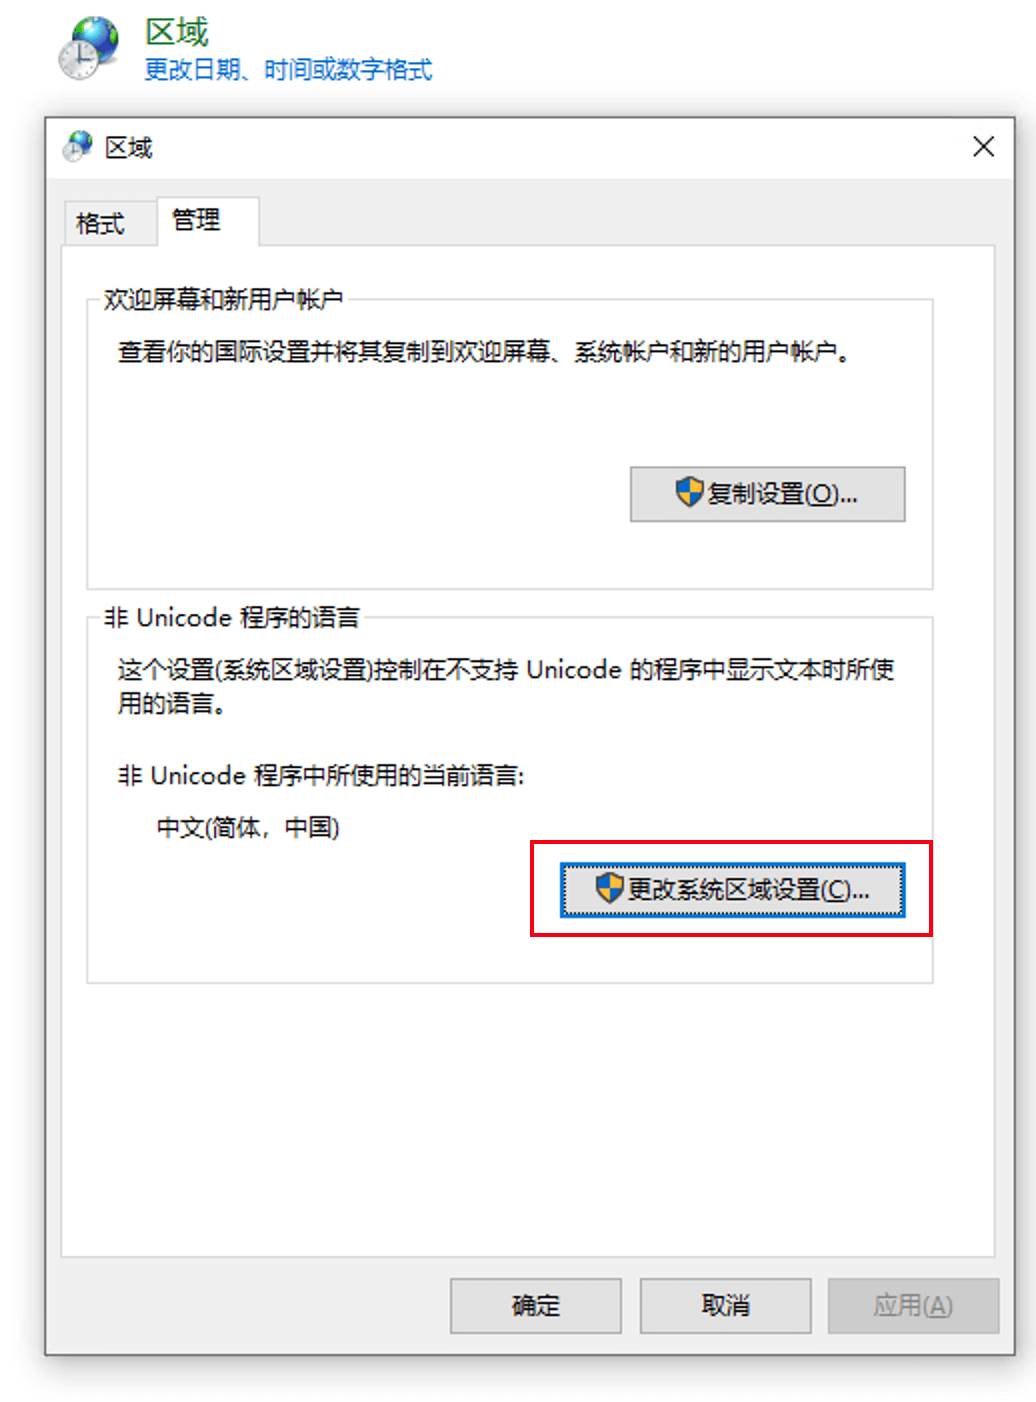 区域
更改日期、时间或数字格式
区域
格式
管理
欢迎屏幕和新用户帐户
查看你的国际设置并将其复制到欢迎屏幕、系统帐户和新的用户帐户。
复制设置(O)...
非 Unicode 程序的语言
这个设置(系统区域设置)控制在不支持 Unicode 的程序中显示文本时所使
用的语言。
非 Unicode 程序中所使用的当前语言:
中文(简体，中国)
更改系统区域设置(C)...
确定
取消
应用(A)